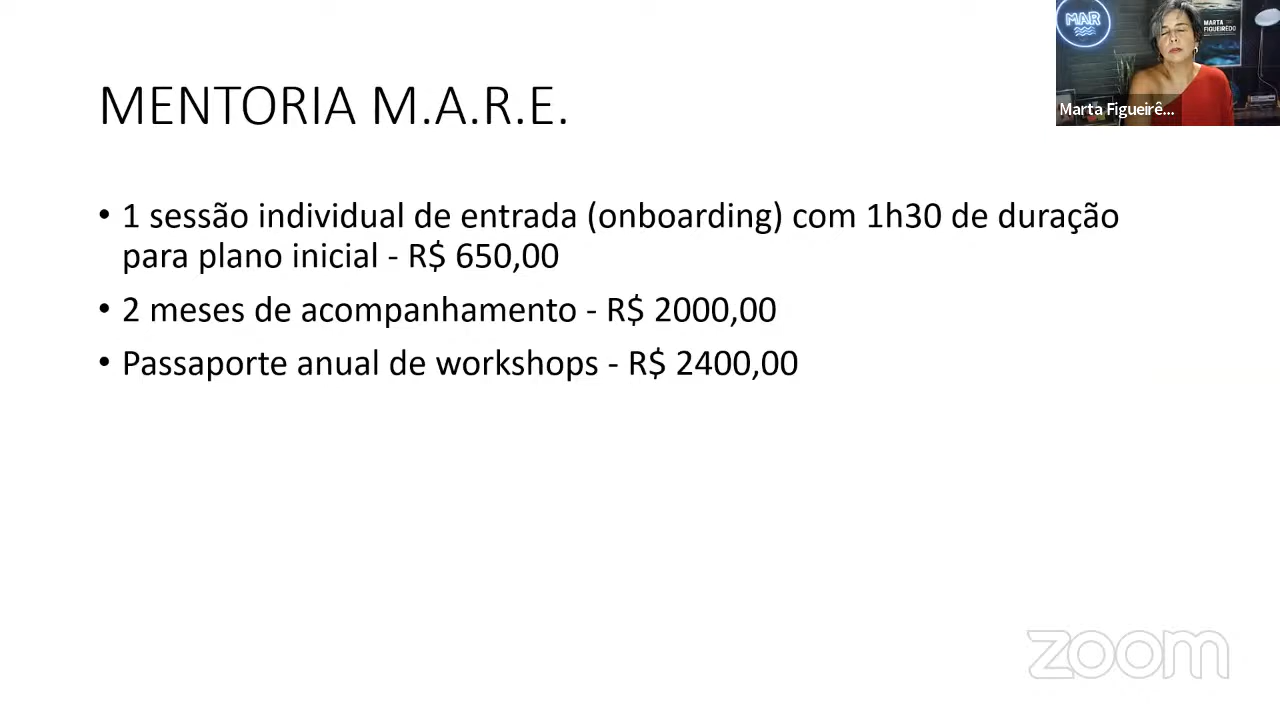 MAR
MARTA
FIGUEIRÊDO
Marta Figueirê...
MENTORIA M.A.R.E.
• 1 sessão individual de entrada (onboarding) com 1h30 de duração
para plano inicial - R$ 650,00
• 2 meses de acompanhamento - R$ 2000,00
• Passaporte anual de workshops - R$ 2400,00
zoom